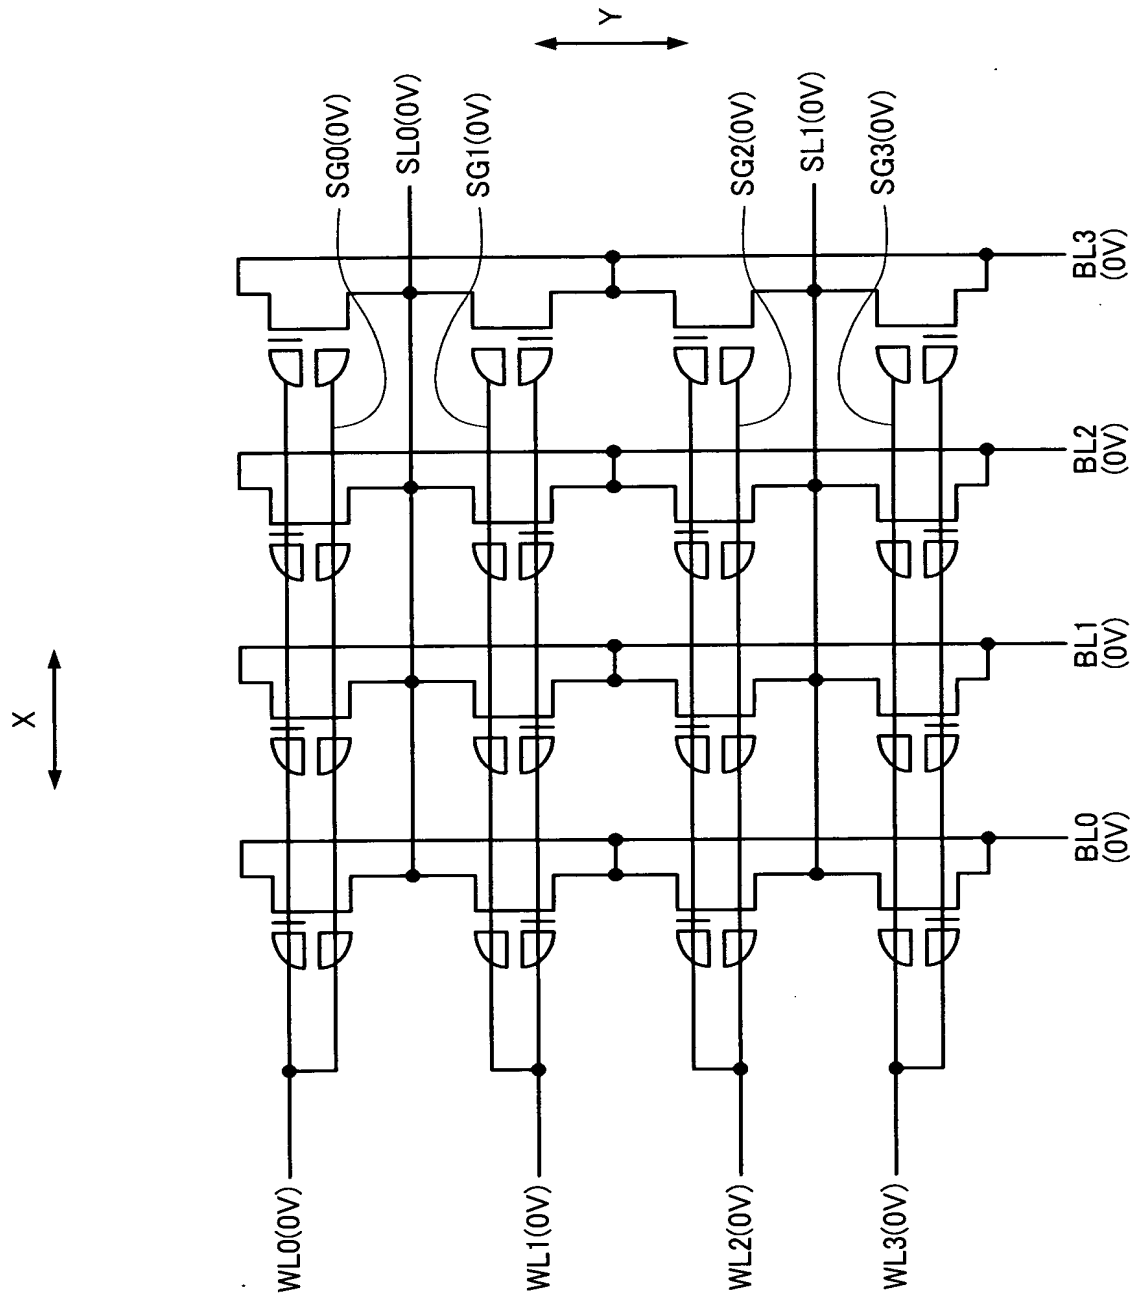 X
Y
SG0(0V)
SL0(0V)
SG1(0V)
SG2(0V)
SL1(0V)
SG3(0V)
BL3
(0V)
BL2
(0V)
BL1
(0V)
BL0
(0V)
WL0(0V)
WL1(0V)
WL2(0V)
WL3(0V)